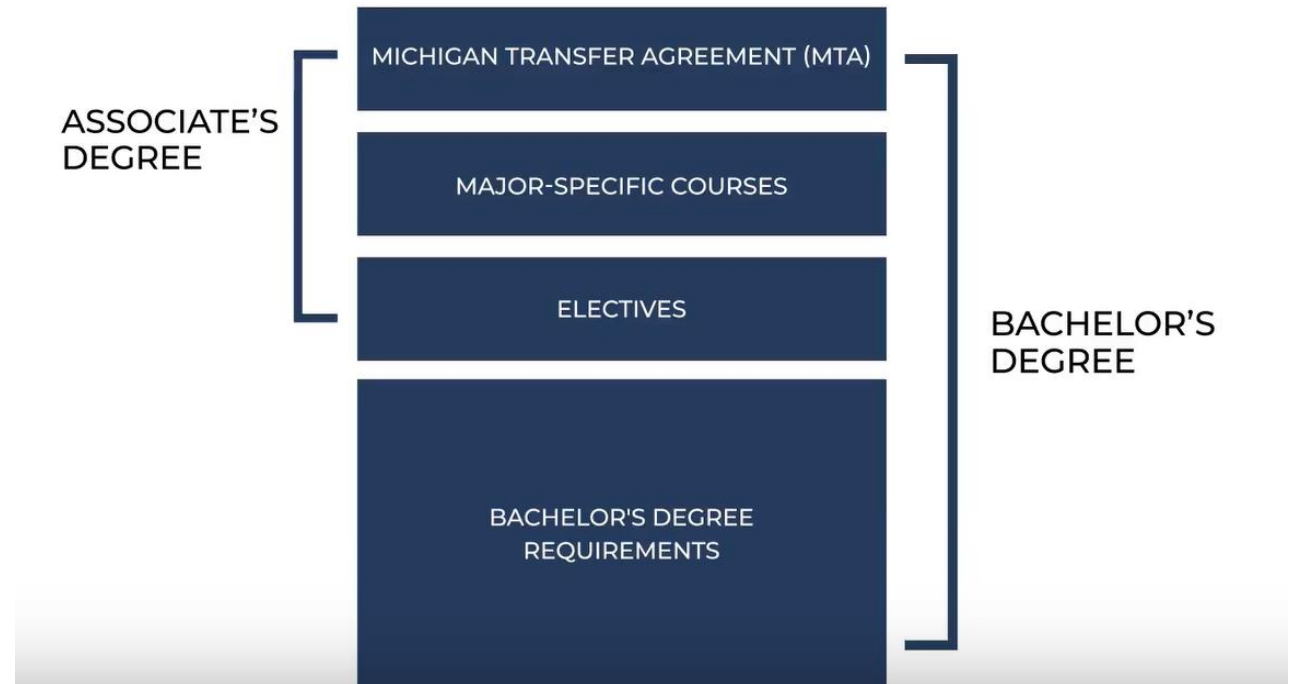 MICHIGAN TRANSFER AGREEMENT (MTA)
ASSOCIATE'S
DEGREE
MAJOR-SPECIFIC COURSES
ELECTIVES
BACHELOR’S
DEGREE
BACHELOR'S DEGREE
REQUIREMENTS